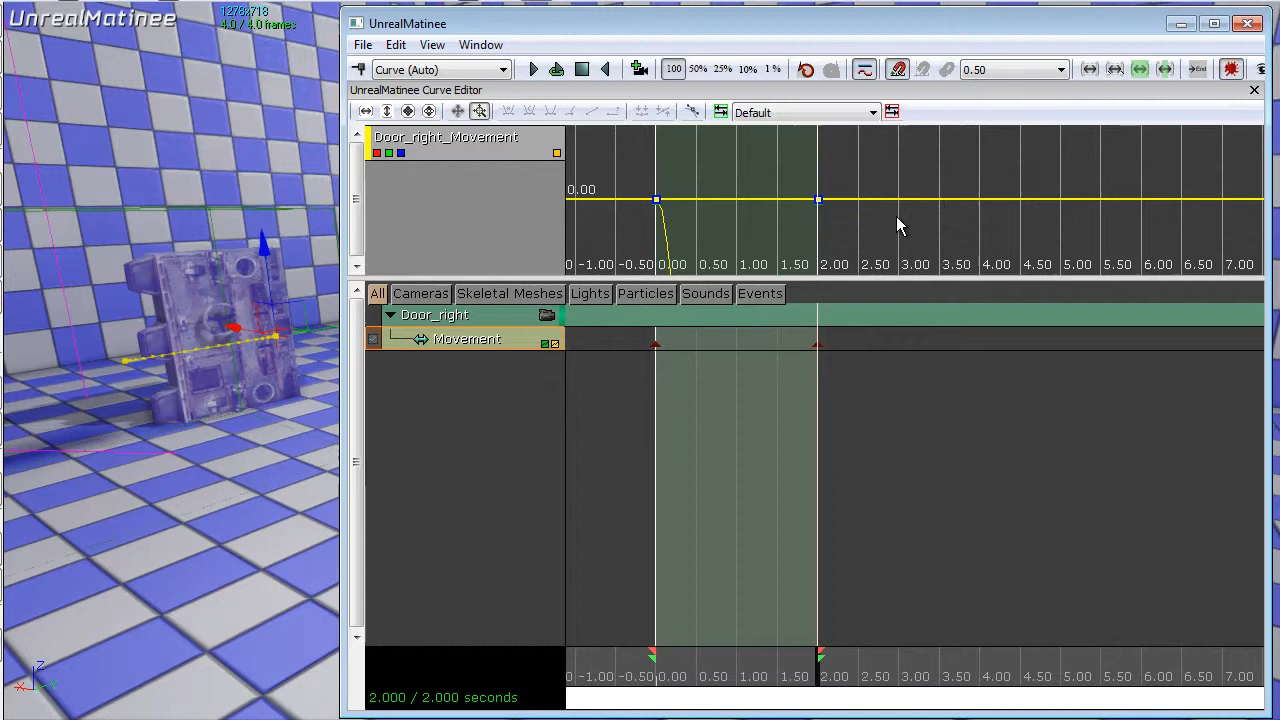 UnrealMatinee
1278x718
4.0 / 4.0 frames
UnrealMatinee
File Edit View Window
Curve (Auto) 100 50% 25% 10% 1 % 0.50
UnrealMatinee Curve Editor
Default
Door_right_Movement
0.00
0 -1.00 -0.50 0.00 0.50 1.00 1.50 2.00 2.50 3.00 3.50 4.00 4.50 5.00 5.50 6.00 6.50 7.00
All Cameras Skeletal Meshes Lights Particles Sounds Events
Door_right
Movement
0 -1.00 -0.50 0.00 0.50 1.00 1.50 2.00 2.50 3.00 3.50 4.00 4.50 5.00 5.50 6.00 6.50 7.00
2.000 / 2.000 seconds
Z
X Y